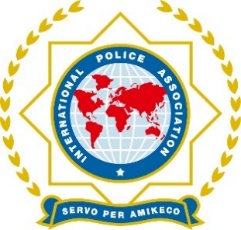 INTERNATIONAL POLICE ASSOCIATION
SERVO PER AMIKECO